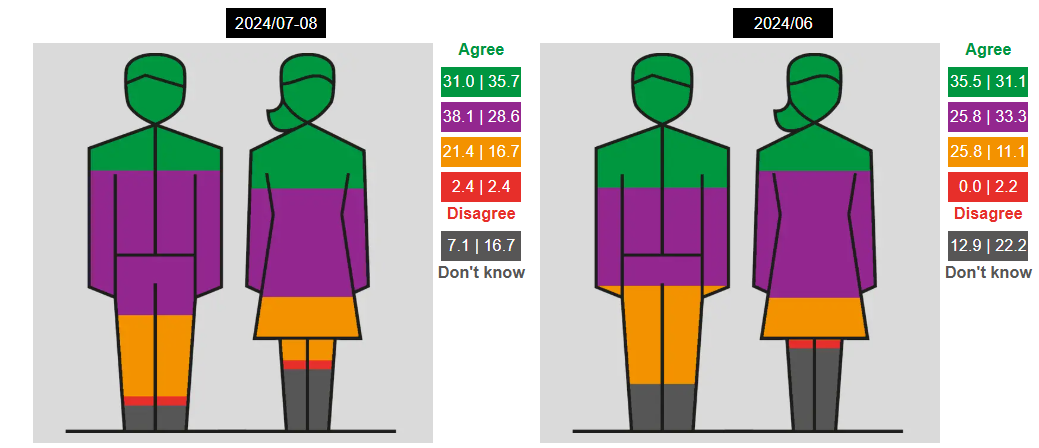 2024/07-08
Agree
31.0 | 35.7
38.1 | 28.6
21.4 | 16.7
2.4 | 2.4
Disagree
7.1 | 16.7
Don't know
2024/06
Agree
35.5 | 31.1
25.8 | 33.3
25.8 | 11.1
0.0 | 2.2
Disagree
12.9 | 22.2
Don't know